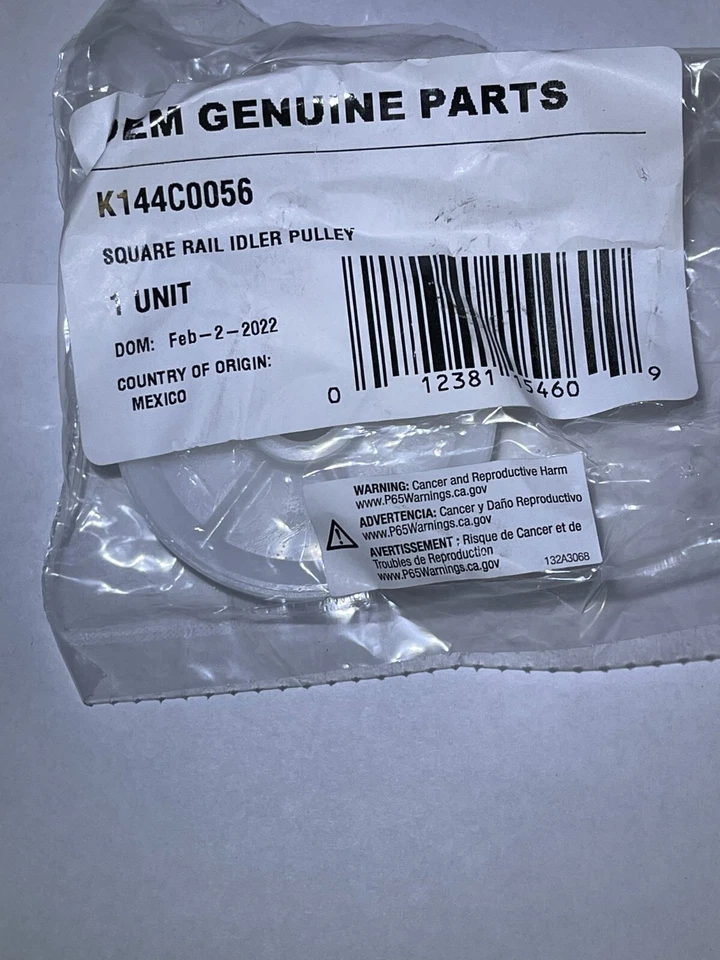 OEM GENUINE PARTS
K144C0056
SQUARE RAIL IDLER PULLEY
1 UNIT
DOM: Feb-2-2022
COUNTRY OF ORIGIN:
MEXICO
0 12381 15460 9
WARNING: Cancer and Reproductive Harm
www.P65Warnings.ca.gov
ADVERTENCIA: Cancer y Daño Reproductivo
www.P65Warnings.ca.gov
AVERTISSEMENT : Risque de Cancer et de
Troubles de Reproduction
www.P65Warnings.ca.gov
132A3068